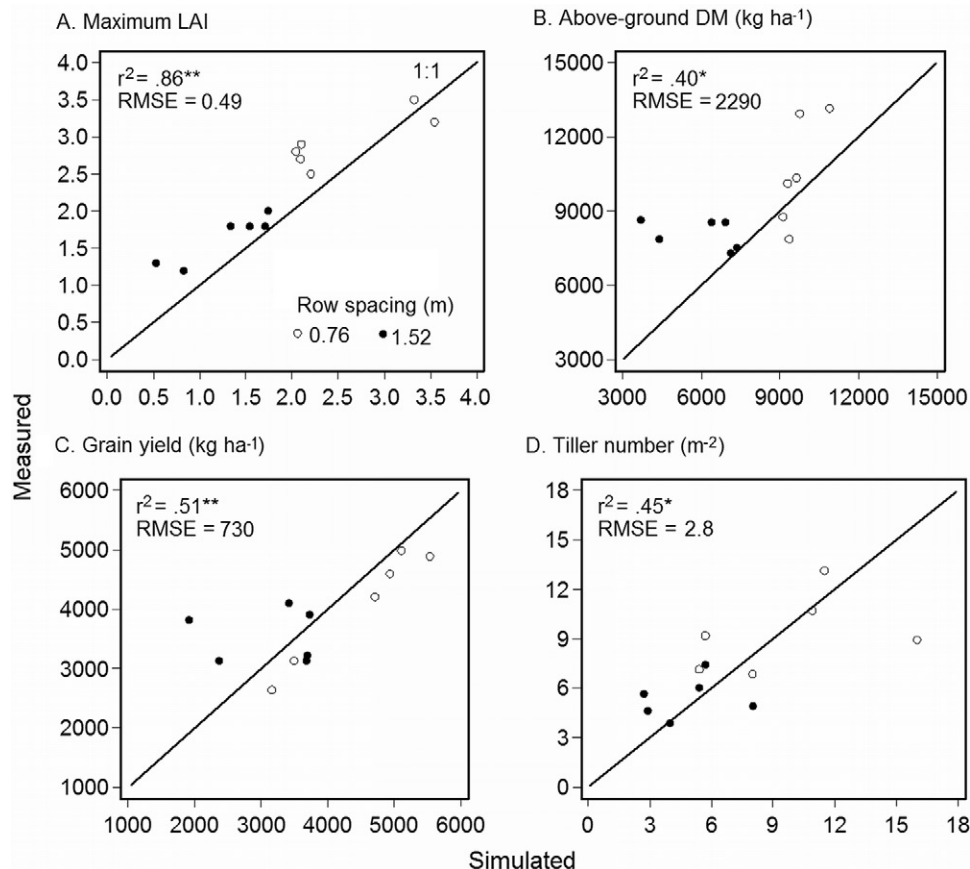 A. Maximum LAI
r² = .86**
RMSE = 0.49
1:1
4.0
3.5
3.0
2.5
2.0
1.5
1.0
0.5
0.0
Row spacing (m)
○ 0.76 ● 1.52
0.0 0.5 1.0 1.5 2.0 2.5 3.0 3.5 4.0
B. Above-ground DM (kg ha⁻¹)
r² = .40*
RMSE = 2290
15000
12000
9000
6000
3000
3000 6000 9000 12000 15000
Measured
C. Grain yield (kg ha⁻¹)
r² = .51**
RMSE = 730
6000
5000
4000
3000
2000
1000
1000 2000 3000 4000 5000 6000
D. Tiller number (m⁻²)
r² = .45*
RMSE = 2.8
18
15
12
9
6
3
0
0 3 6 9 12 15 18
Simulated